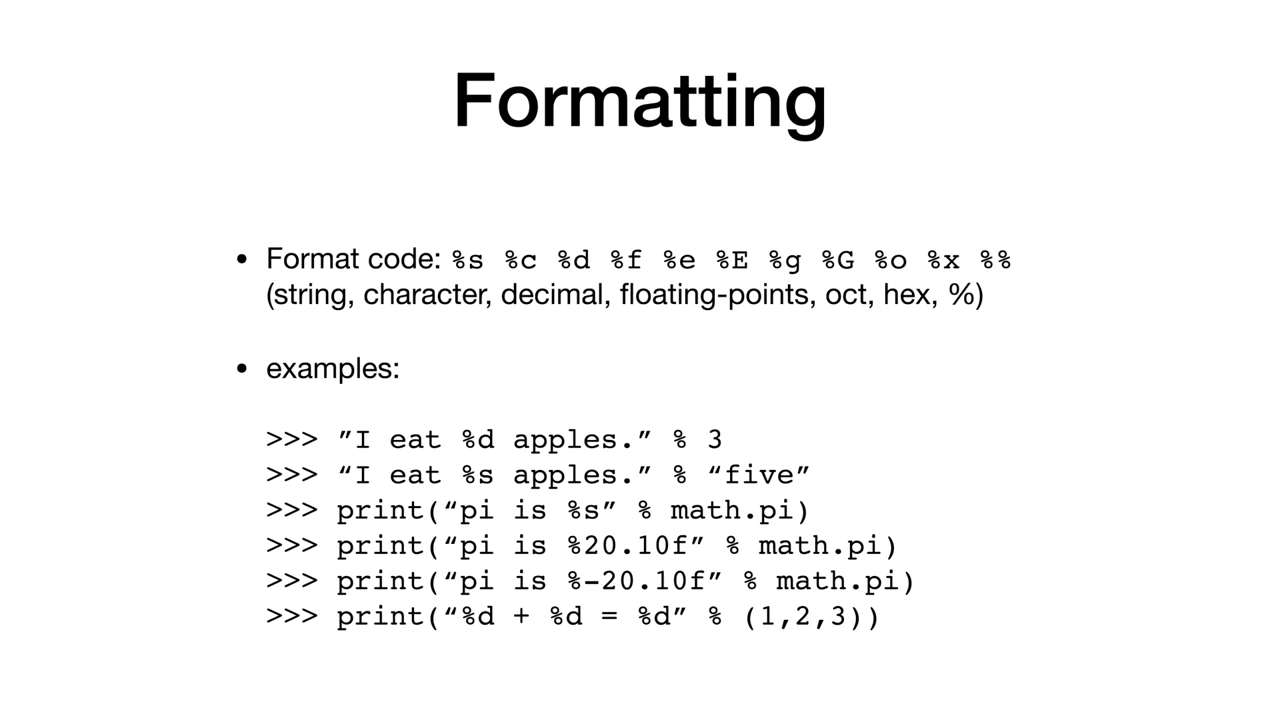 Formatting
• Format code: %s %c %d %f %e %E %g %G %o %x %%
(string, character, decimal, floating-points, oct, hex, %)
• examples:
>>> ”I eat %d apples.” % 3
>>> “I eat %s apples.” % “five”
>>> print(“pi is %s” % math.pi)
>>> print(“pi is %20.10f” % math.pi)
>>> print(“pi is %-20.10f” % math.pi)
>>> print(“%d + %d = %d” % (1,2,3))